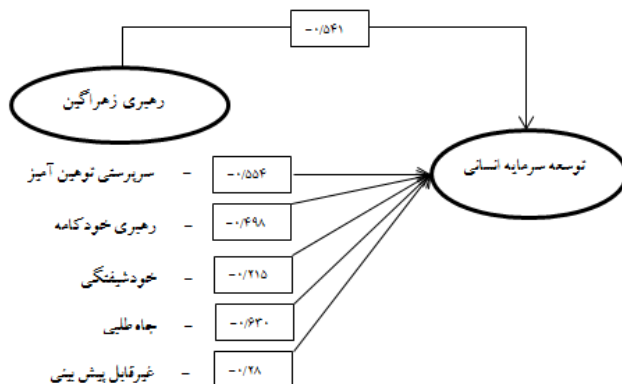 -۰/۵۴۱
رهبری زهراگین
توسعه سرمایه انسانی
سرپرستی توهین آمیز - -۰/۵۵۴
رهبری خودکامه - -۰/۴۹۸
خودشیفتگی - -۰/۲۱۵
جاه طلبی - -۰/۶۳۰
غیرقابل پیش بینی - -۰/۲۸